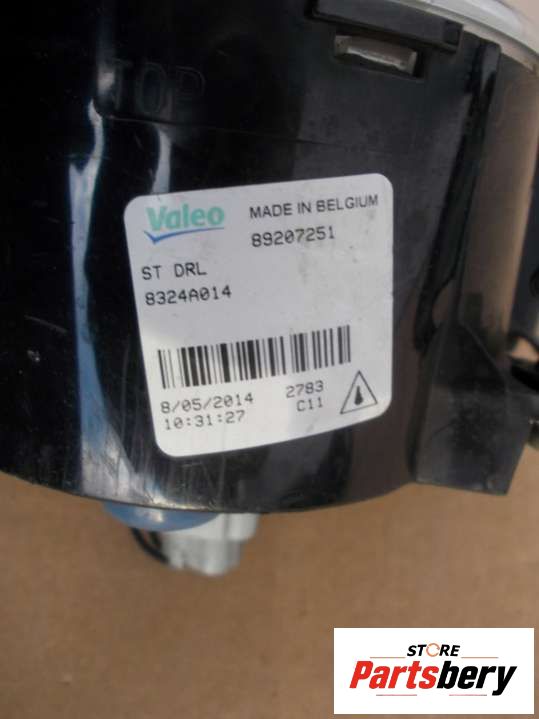 TOP
Valeo MADE IN BELGIUM
89207251
ST DRL
8324A014
8/05/2014 2783
10:31:27 C11
STORE
Partsbery